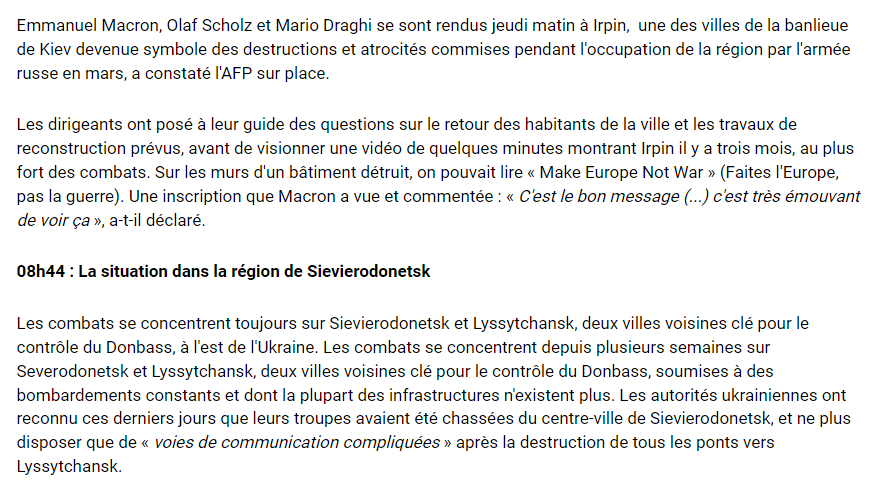 Emmanuel Macron, Olaf Scholz et Mario Draghi se sont rendus jeudi matin à Irpin,  une des villes de la banlieue
de Kiev devenue symbole des destructions et atrocités commises pendant l'occupation de la région par l'armée
russe en mars, a constaté l'AFP sur place.
Les dirigeants ont posé à leur guide des questions sur le retour des habitants de la ville et les travaux de
reconstruction prévus, avant de visionner une vidéo de quelques minutes montrant Irpin il y a trois mois, au plus
fort des combats. Sur les murs d'un bâtiment détruit, on pouvait lire « Make Europe Not War » (Faites l'Europe,
pas la guerre). Une inscription que Macron a vue et commentée : « C'est le bon message (...) c'est très émouvant
de voir ça », a-t-il déclaré.
08h44 : La situation dans la région de Sievierodonetsk
Les combats se concentrent toujours sur Sievierodonetsk et Lyssytchansk, deux villes voisines clé pour le
contrôle du Donbass, à l'est de l'Ukraine. Les combats se concentrent depuis plusieurs semaines sur
Severodonetsk et Lyssytchansk, deux villes voisines clé pour le contrôle du Donbass, soumises à des
bombardements constants et dont la plupart des infrastructures n'existent plus. Les autorités ukrainiennes ont
reconnu ces derniers jours que leurs troupes avaient été chassées du centre-ville de Sievierodonetsk, et ne plus
disposer que de « voies de communication compliquées » après la destruction de tous les ponts vers
Lyssytchansk.